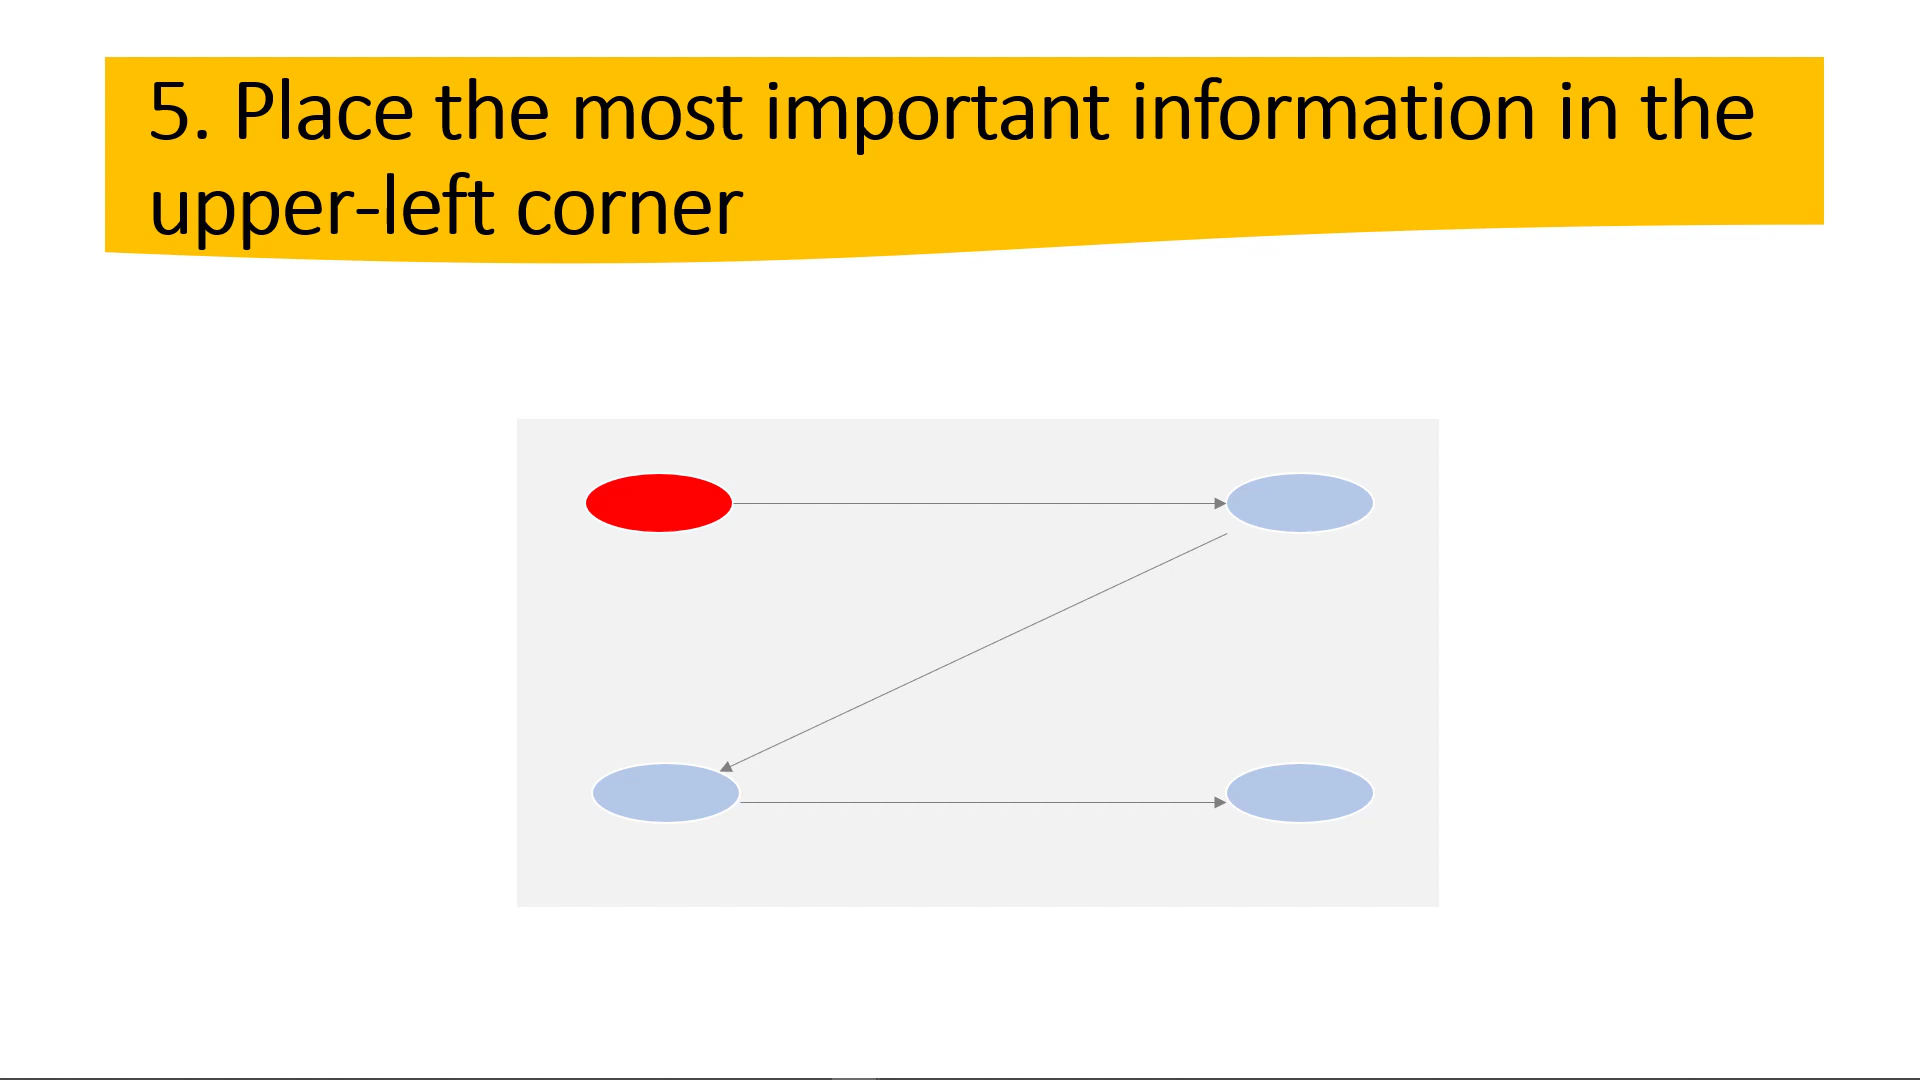 5. Place the most important information in the
upper-left corner